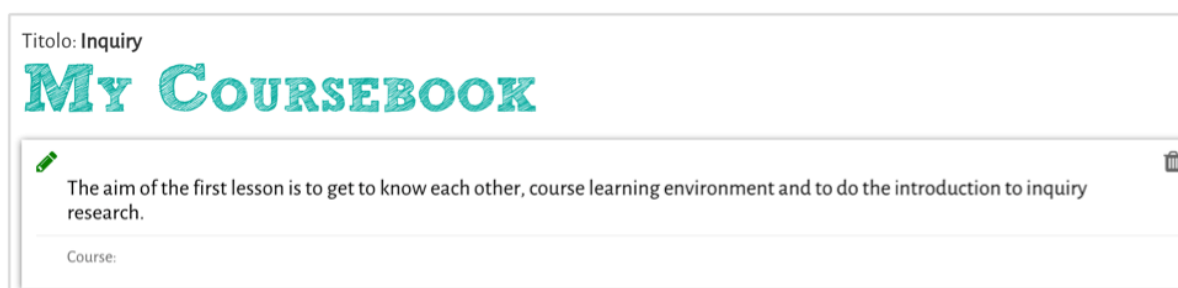 Titolo: Inquiry
My Coursebook
The aim of the first lesson is to get to know each other, course learning environment and to do the introduction to inquiry
research.
Course: